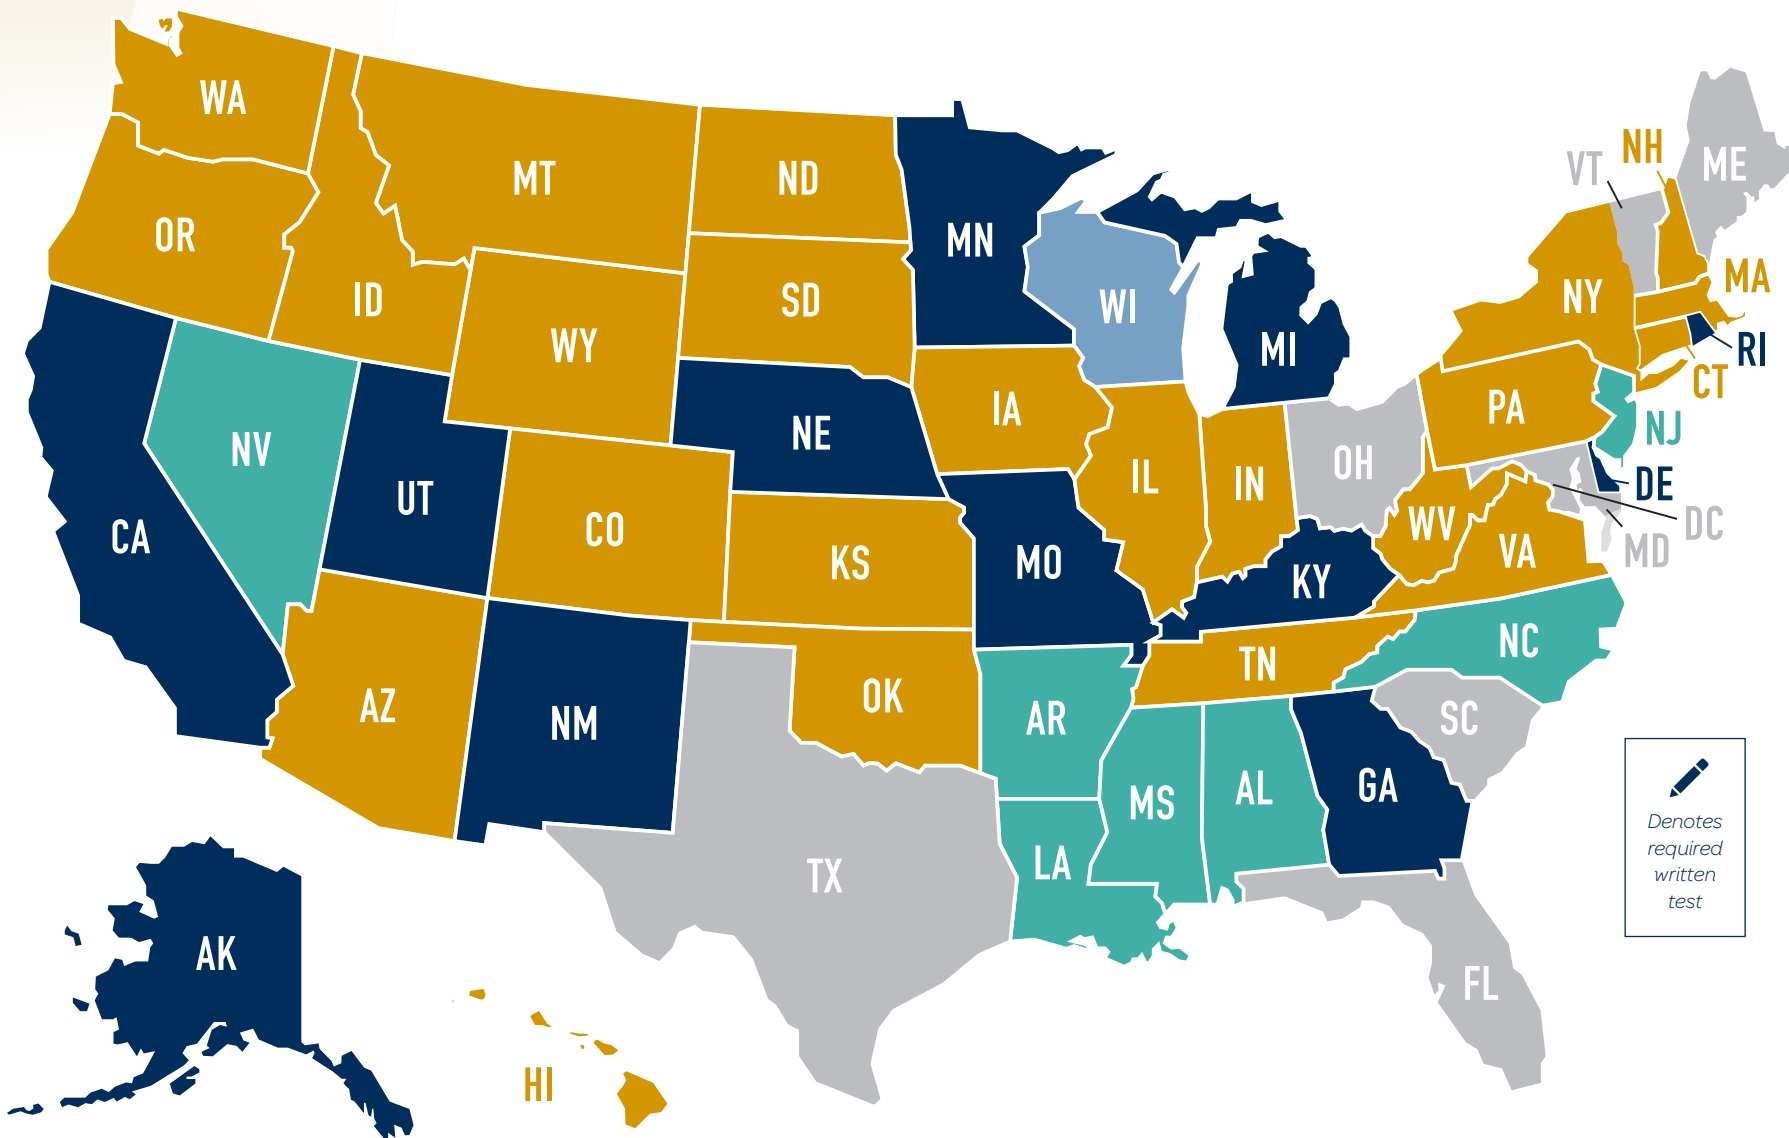 WA
MT
ND
MN
VT
NH
ME
OR
ID
WY
SD
WI
MI
NY
MA
RI
CT
NV
UT
CO
NE
IA
IL
IN
OH
PA
NJ
DE
DC
MD
CA
KS
MO
KY
WV
VA
AZ
NM
OK
AR
TN
NC
SC
MS
AL
GA
LA
TX
FL
AK
HI
Denotes
required
written
test